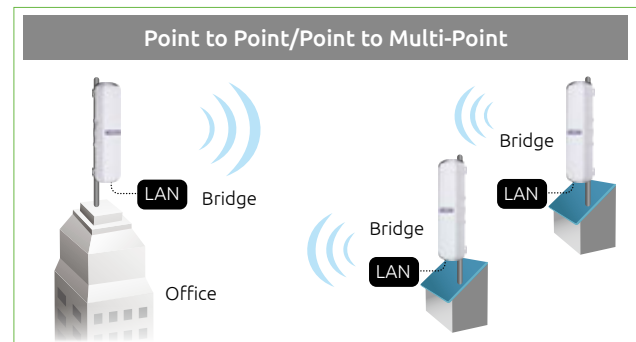 Point to Point/Point to Multi-Point
LAN
Bridge
Office
Bridge
LAN
Bridge
LAN